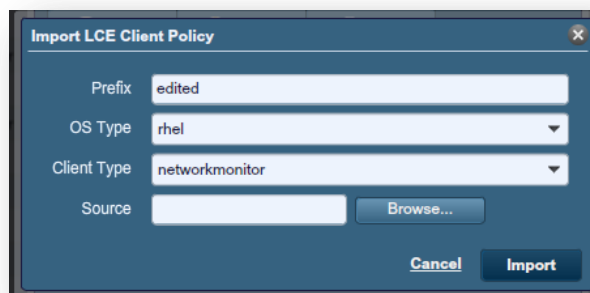 Import LCE Client Policy
Prefix edited
OS Type rhel
Client Type networkmonitor
Source Browse...
Cancel Import